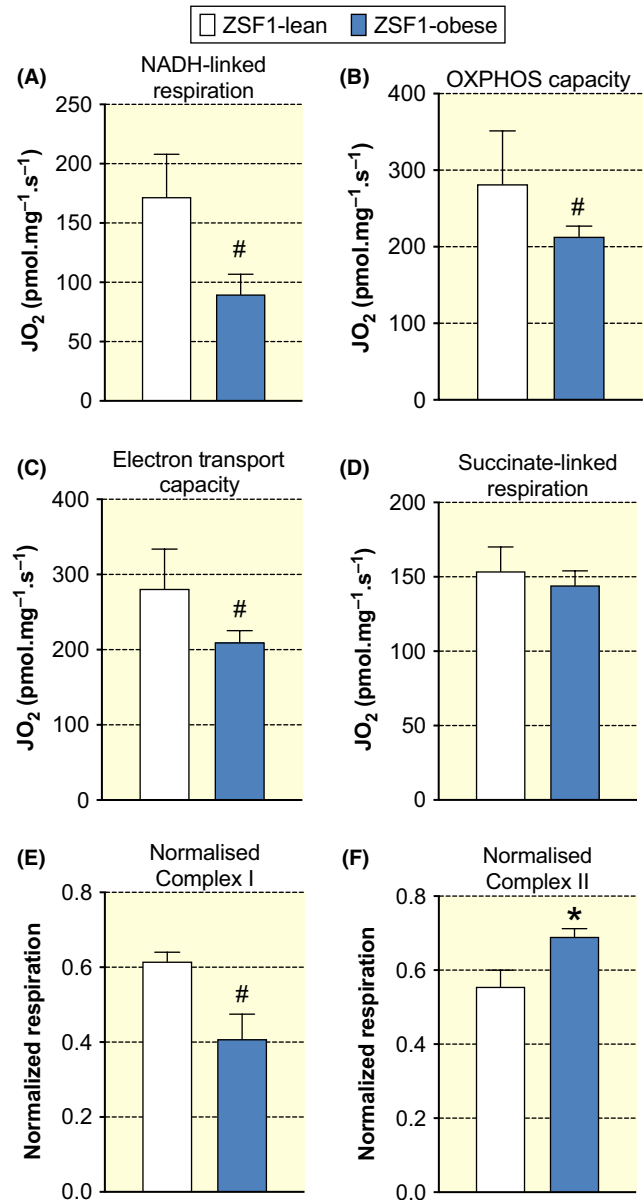 ZSF1-lean ZSF1-obese
(A) NADH-linked
respiration
250
200
150
100
50
0
JO₂ (pmol.mg⁻¹.s⁻¹)
#
(B) OXPHOS capacity
400
300
200
100
0
JO₂ (pmol.mg⁻¹.s⁻¹)
#
(C) Electron transport
capacity
400
300
200
100
0
JO₂ (pmol.mg⁻¹.s⁻¹)
#
(D) Succinate-linked
respiration
200
150
100
50
0
JO₂ (pmol.mg⁻¹.s⁻¹)
(E) Normalised
Complex I
0.8
0.6
0.4
0.2
0.0
Normalized respiration
#
(F) Normalised
Complex II
0.8
0.6
0.4
0.2
0.0
Normalized respiration
*